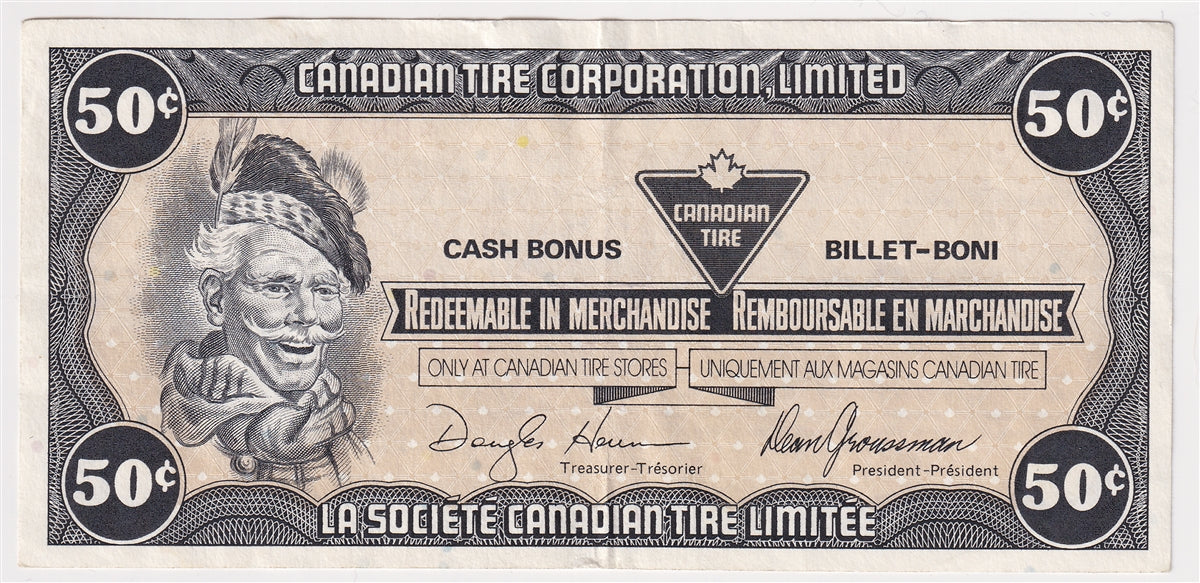 CANADIAN TIRE CORPORATION, LIMITED
50¢
50¢
CANADIAN
TIRE
CASH BONUS
BILLET-BONI
REDEEMABLE IN MERCHANDISE REMBOURSABLE EN MARCHANDISE
ONLY AT CANADIAN TIRE STORES
UNIQUEMENT AUX MAGASINS CANADIAN TIRE
Dean Groussman
Treasurer-Trésorier
President-Président
50¢
50¢
LA SOCIÉTÉ CANADIAN TIRE LIMITÉE